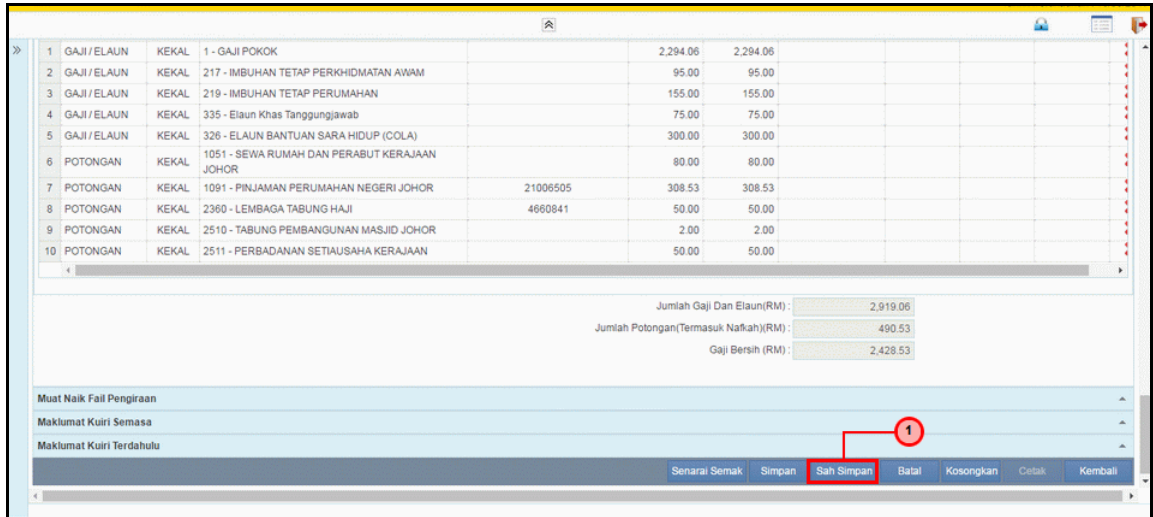 1 GAJI / ELAUN KEKAL 1 - GAJI POKOK 2,294.06 2,294.06
2 GAJI / ELAUN KEKAL 217 - IMBUHAN TETAP PERKHIDMATAN AWAM 95.00 95.00
3 GAJI / ELAUN KEKAL 219 - IMBUHAN TETAP PERUMAHAN 155.00 155.00
4 GAJI / ELAUN KEKAL 335 - Elaun Khas Tanggungjawab 75.00 75.00
5 GAJI / ELAUN KEKAL 326 - ELAUN BANTUAN SARA HIDUP (COLA) 300.00 300.00
6 POTONGAN KEKAL 1051 - SEWA RUMAH DAN PERABUT KERAJAAN JOHOR 80.00 80.00
7 POTONGAN KEKAL 1091 - PINJAMAN PERUMAHAN NEGERI JOHOR 21006505 308.53 308.53
8 POTONGAN KEKAL 2360 - LEMBAGA TABUNG HAJI 4660841 50.00 50.00
9 POTONGAN KEKAL 2510 - TABUNG PEMBANGUNAN MASJID JOHOR 2.00 2.00
10 POTONGAN KEKAL 2511 - PERBADANAN SETIAUSAHA KERAJAAN 50.00 50.00
Jumlah Gaji Dan Elaun(RM) : 2,919.06
Jumlah Potongan(Termasuk Nafkah)(RM) : 490.53
Gaji Bersih (RM) : 2,428.53
Muat Naik Fail Pengiraan
Maklumat Kuiri Semasa
Maklumat Kuiri Terdahulu
1
Senarai Semak Simpan Sah Simpan Batal Kosongkan Cetak Kembali